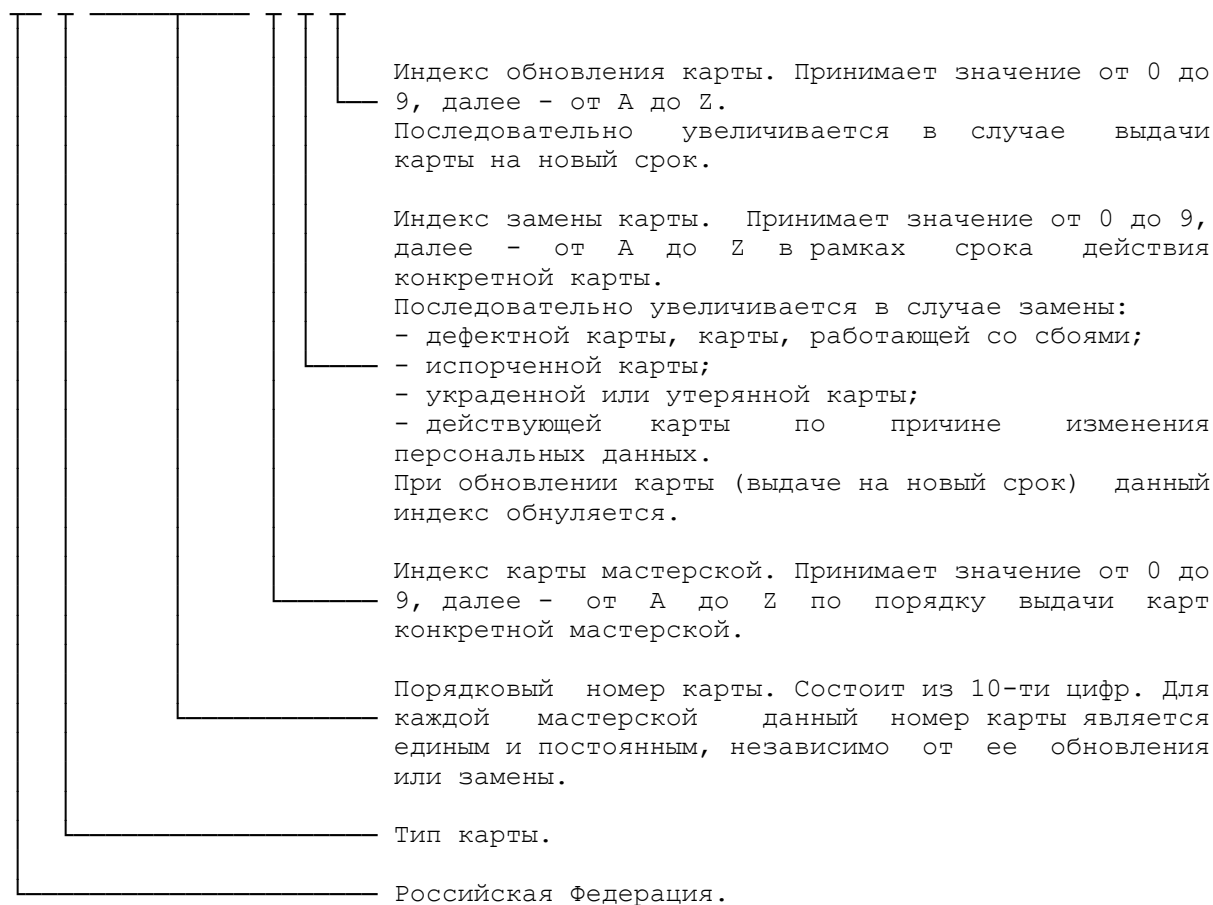 Индекс обновления карты. Принимает значение от 0 до
9, далее - от A до Z.
Последовательно увеличивается в случае выдачи
карты на новый срок.
Индекс замены карты. Принимает значение от 0 до 9,
далее - от A до Z в рамках срока действия
конкретной карты.
Последовательно увеличивается в случае замены:
- дефектной карты, карты, работающей со сбоями;
- испорченной карты;
- украденной или утерянной карты;
- действующей карты по причине изменения
персональных данных.
При обновлении карты (выдаче на новый срок) данный
индекс обнуляется.
Индекс карты мастерской. Принимает значение от 0 до
9, далее - от A до Z по порядку выдачи карт
конкретной мастерской.
Порядковый номер карты. Состоит из 10-ти цифр. Для
каждой мастерской данный номер карты является
единым и постоянным, независимо от ее обновления
или замены.
Тип карты.
Российская Федерация.